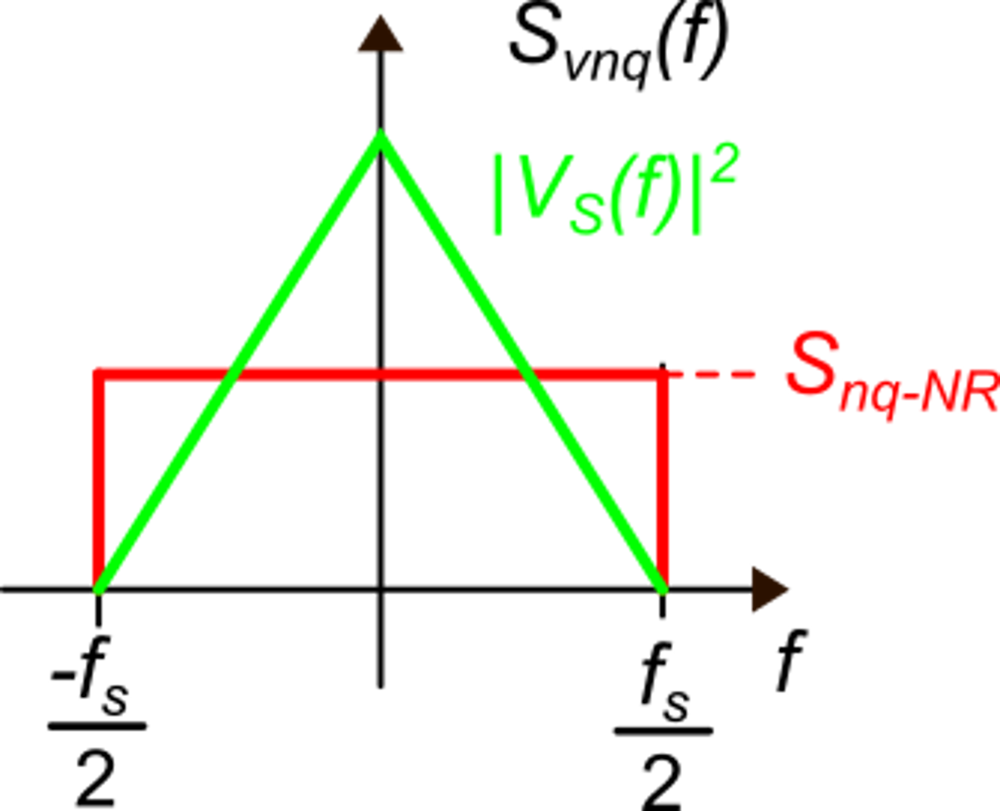 S_vnq(f)
|V_S(f)|²
S_nq-NR
-f_s/2
f_s/2
f